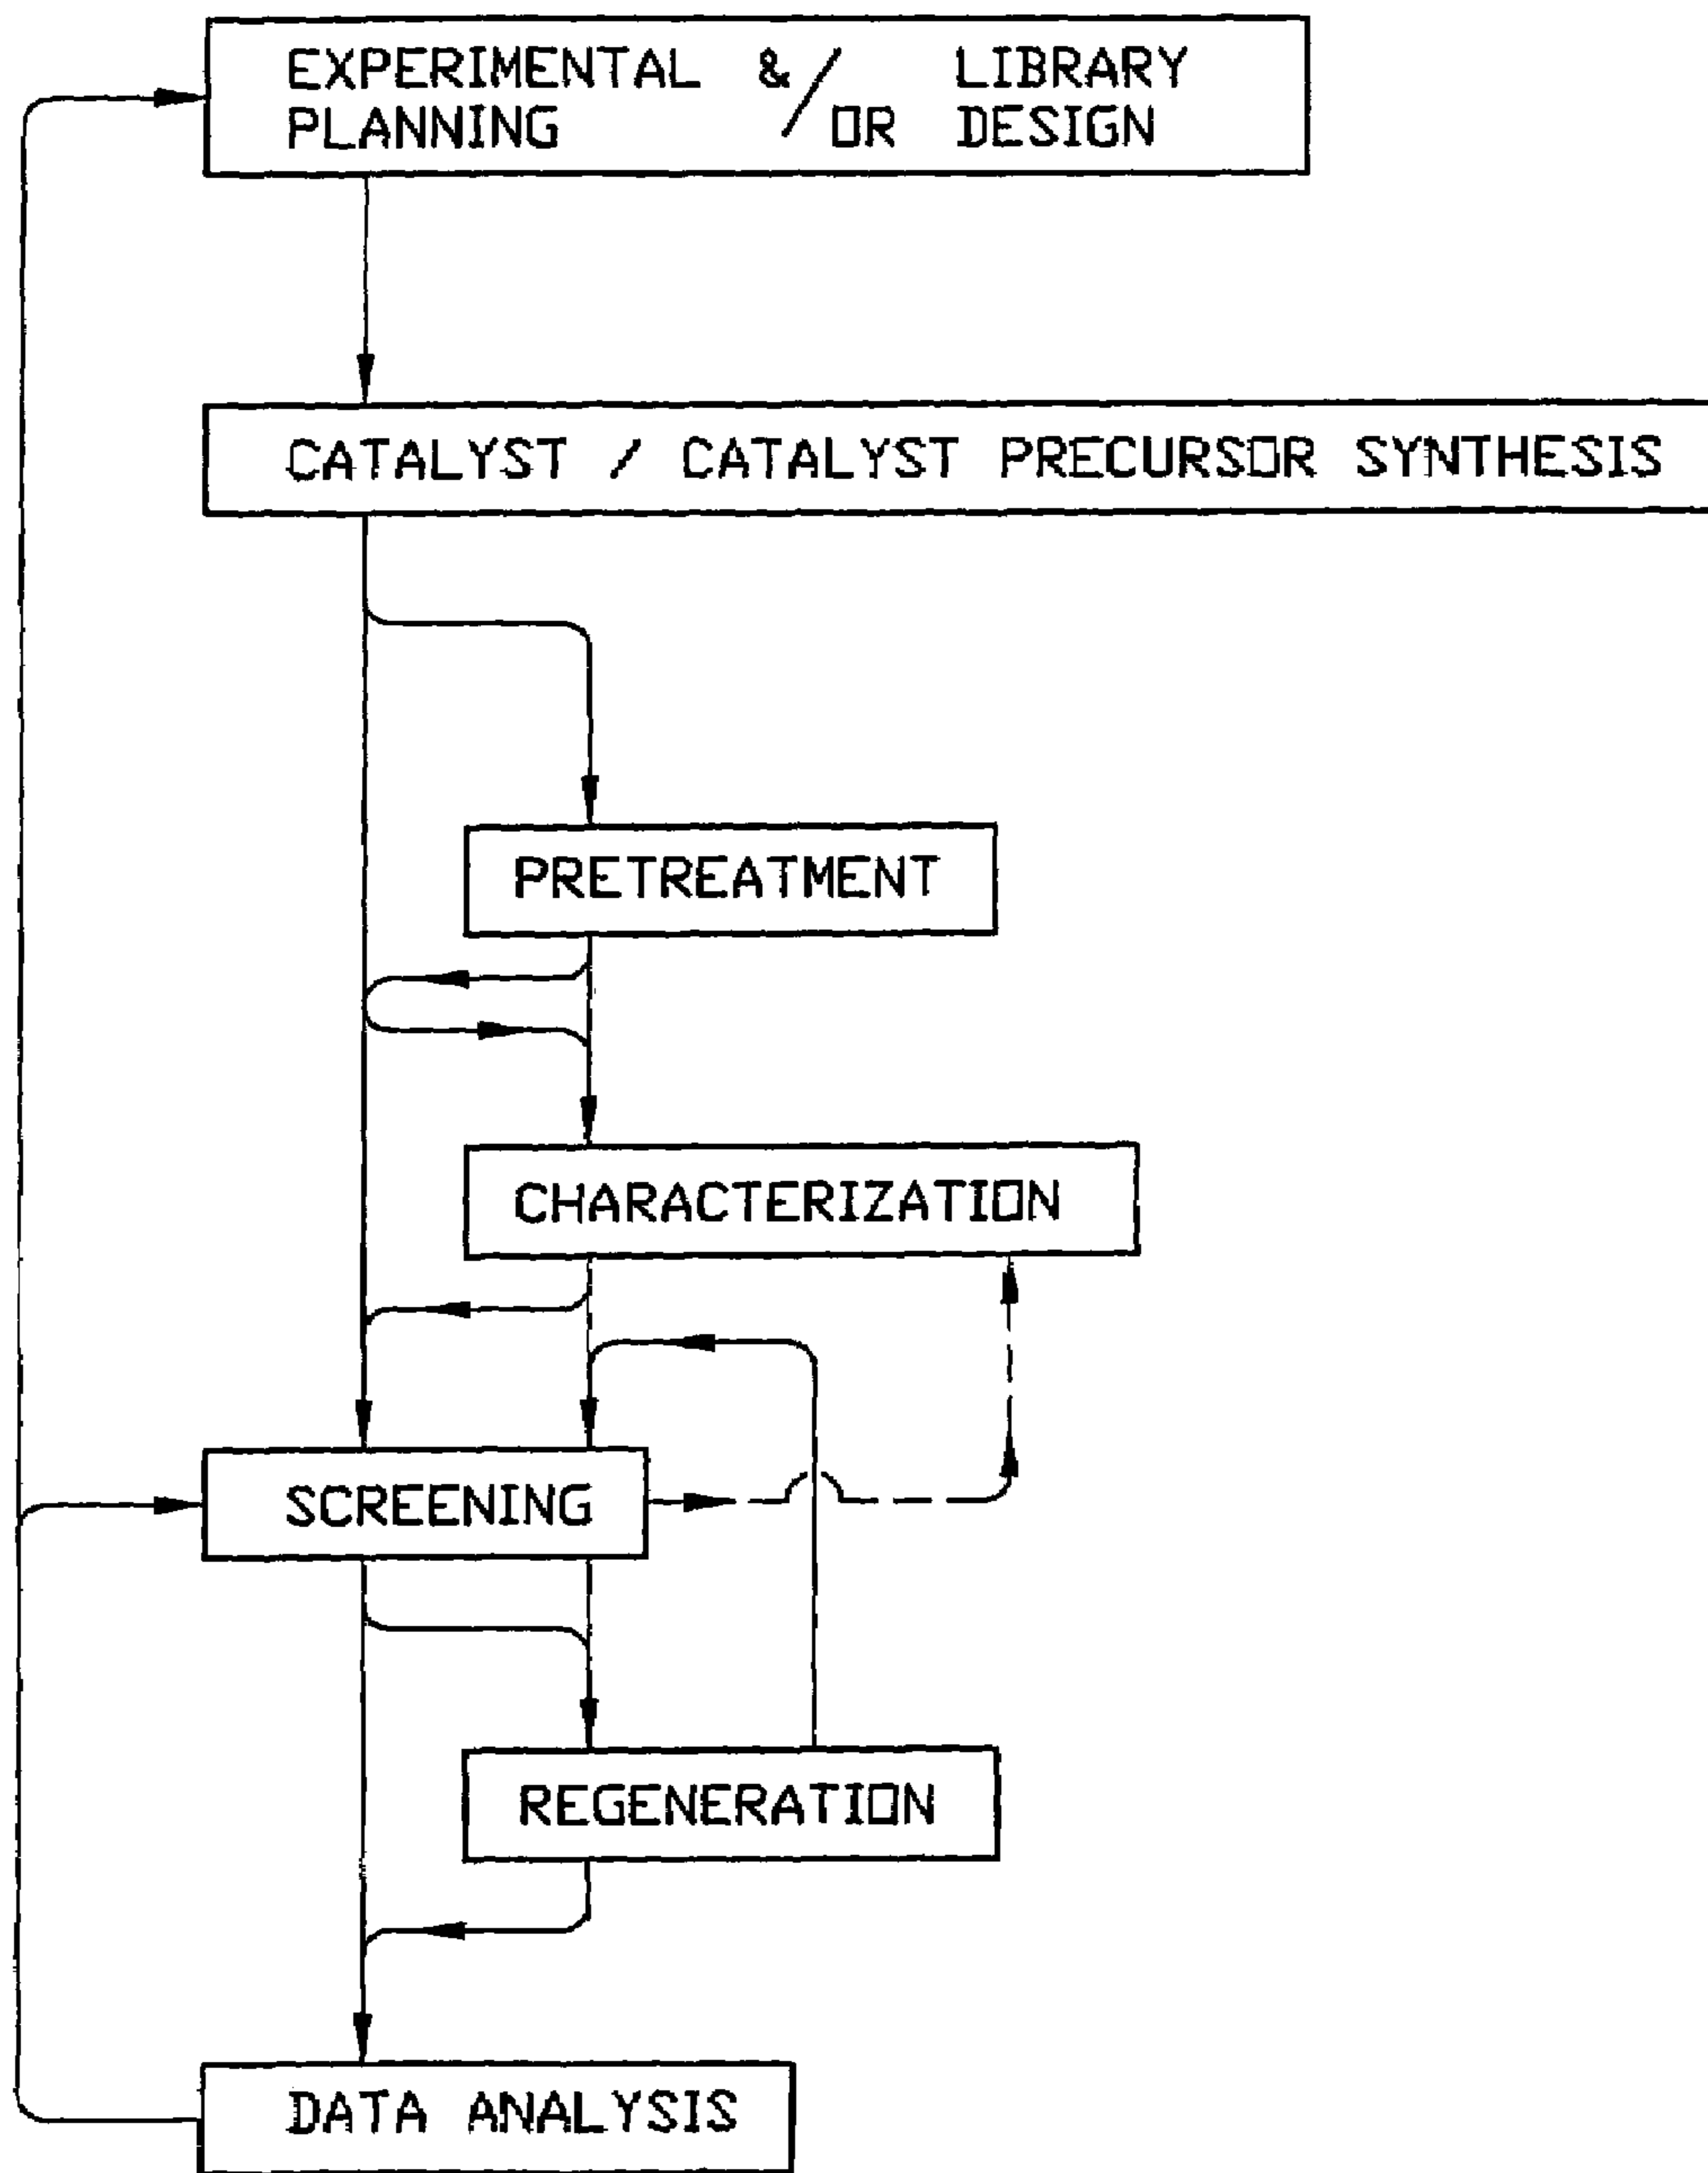 EXPERIMENTAL & / LIBRARY
PLANNING / OR DESIGN
CATALYST / CATALYST PRECURSOR SYNTHESIS
PRETREATMENT
CHARACTERIZATION
SCREENING
REGENERATION
DATA ANALYSIS